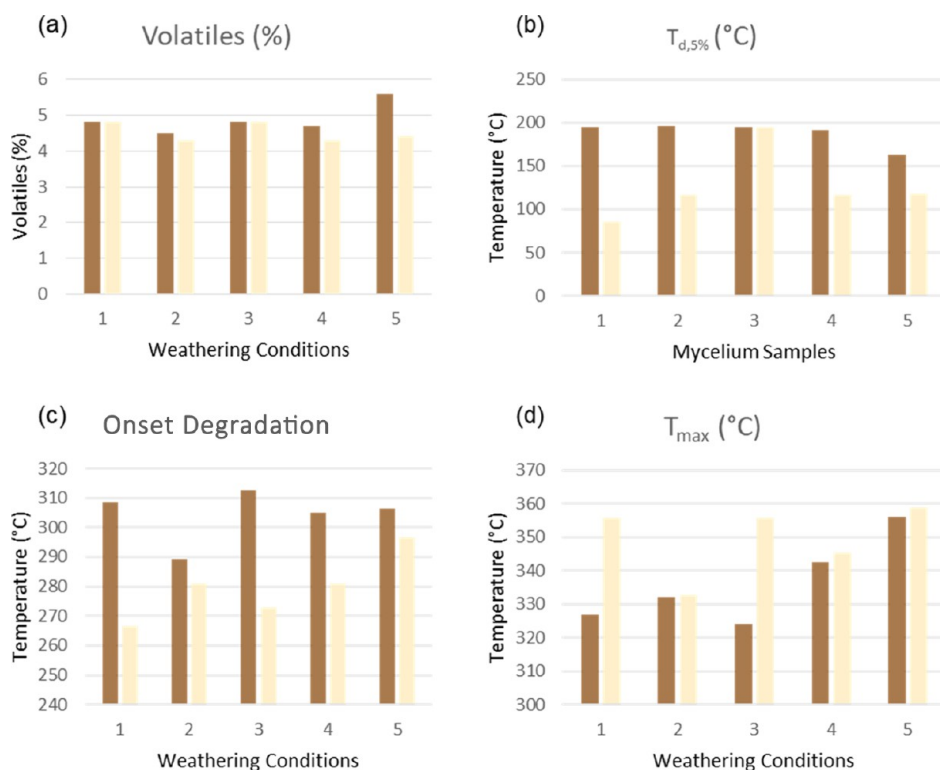 (a)
Volatiles (%)
6
5
4
3
2
1
0
Volatiles (%)
1 2 3 4 5
Weathering Conditions
(b)
T_d,5% (°C)
250
200
150
100
50
0
Temperature (°C)
1 2 3 4 5
Mycelium Samples
(c)
Onset Degradation
320
310
300
290
280
270
260
250
240
Temperature (°C)
1 2 3 4 5
Weathering Conditions
(d)
T_max (°C)
370
360
350
340
330
320
310
300
Temperature (°C)
1 2 3 4 5
Weathering Conditions